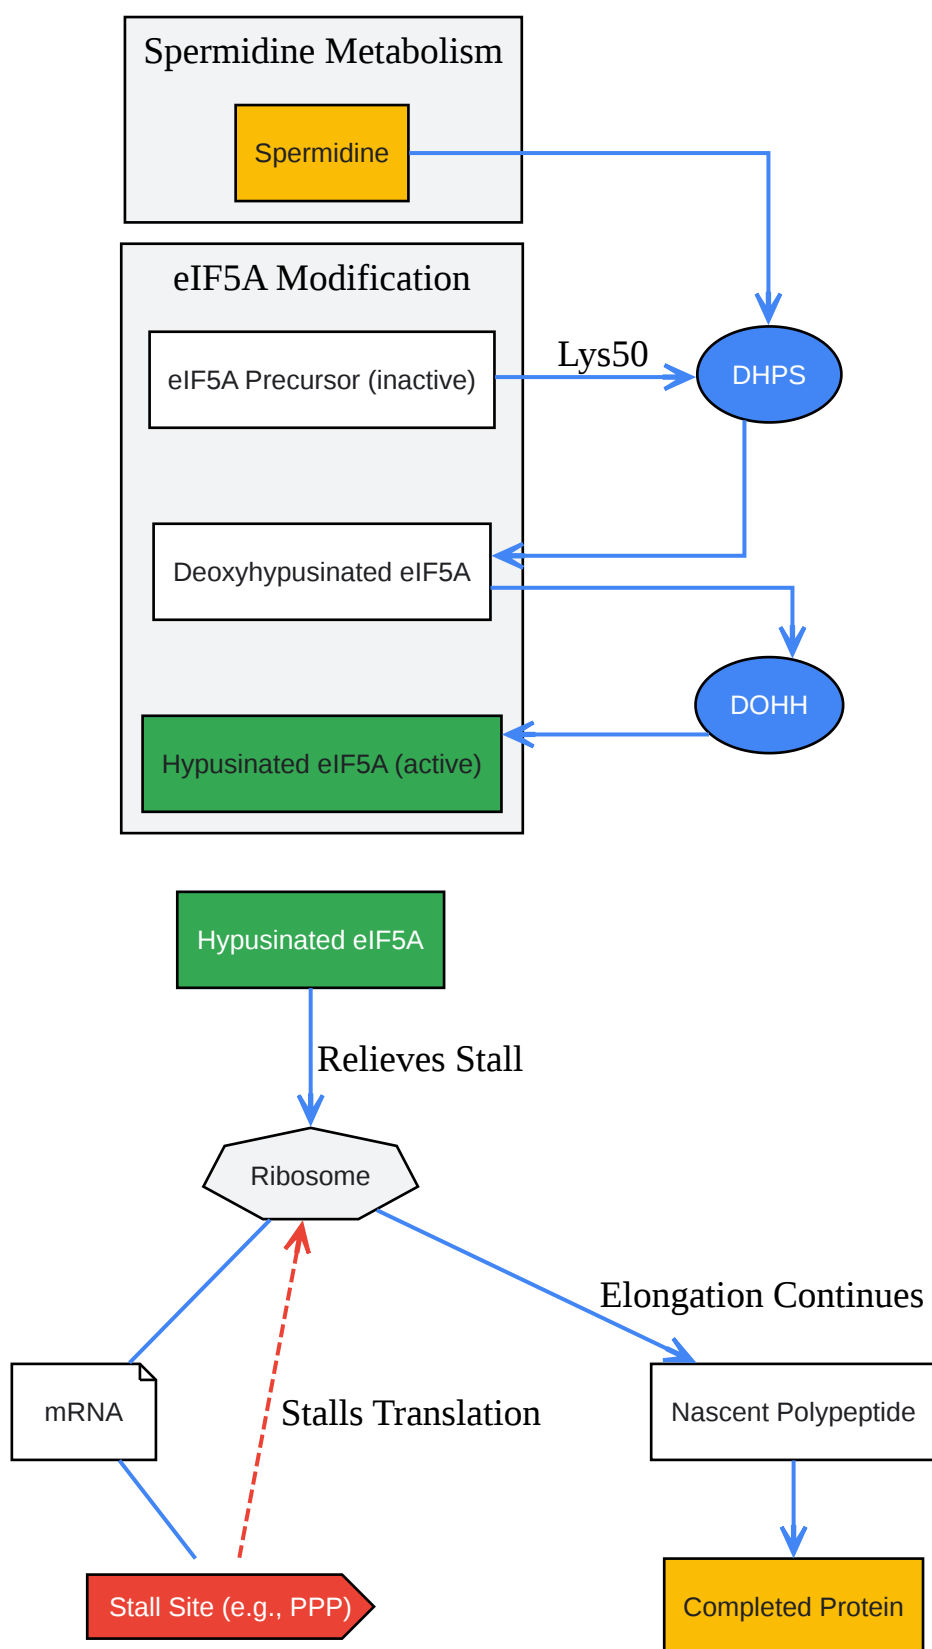 Spermidine Metabolism
Spermidine
eIF5A Modification
eIF5A Precursor (inactive)
Lys50
DHPS
Deoxyhypusinated eIF5A
DOHH
Hypusinated eIF5A (active)
Hypusinated eIF5A
Relieves Stall
Ribosome
Elongation Continues
mRNA
Stalls Translation
Nascent Polypeptide
Stall Site (e.g., PPP)
Completed Protein